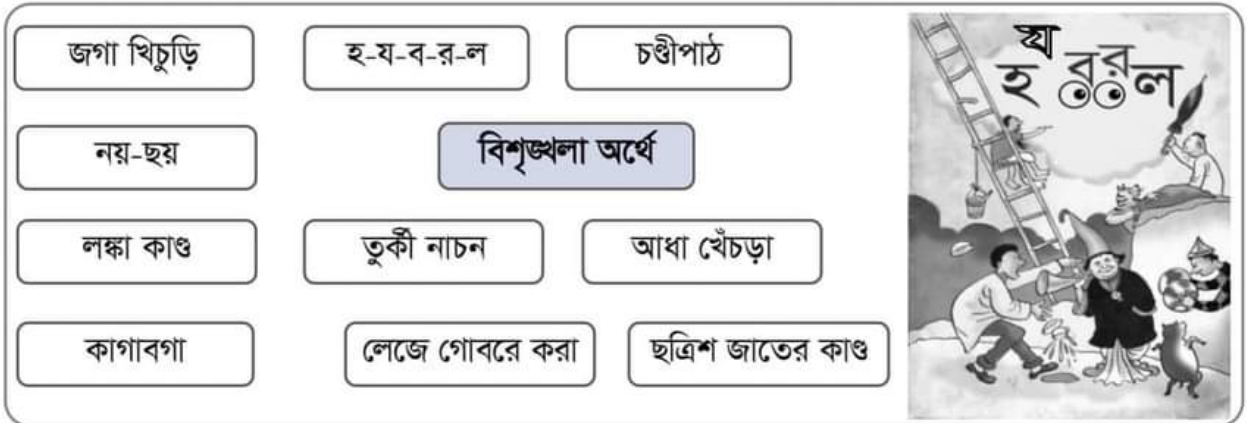 জগা খিচুড়ি
হ-য-ব-র-ল
চণ্ডীপাঠ
নয়-ছয়
বিশৃঙ্খলা অর্থে
লঙ্কা কাণ্ড
তুর্কী নাচন
আধা খেঁচড়া
কাগাবগা
লেজে গোবরে করা
ছত্রিশ জাতের কাণ্ড
হ য ব র ল